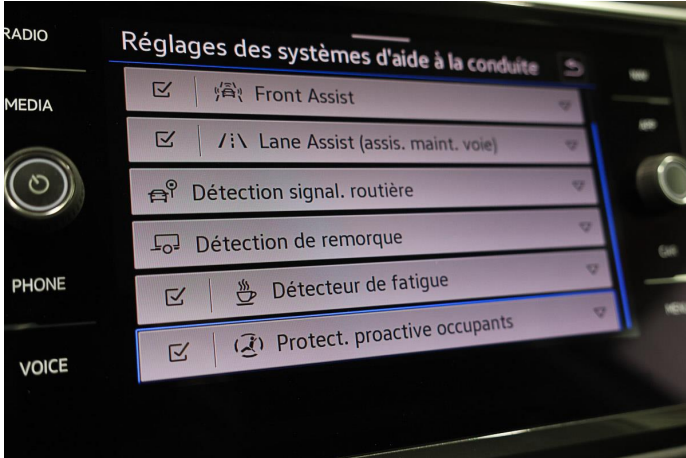 RADIO
MEDIA
PHONE
VOICE
Réglages des systèmes d'aide à la conduite
Front Assist
Lane Assist (assis. maint. voie)
Détection signal. routière
Détection de remorque
Détecteur de fatigue
Protect. proactive occupants